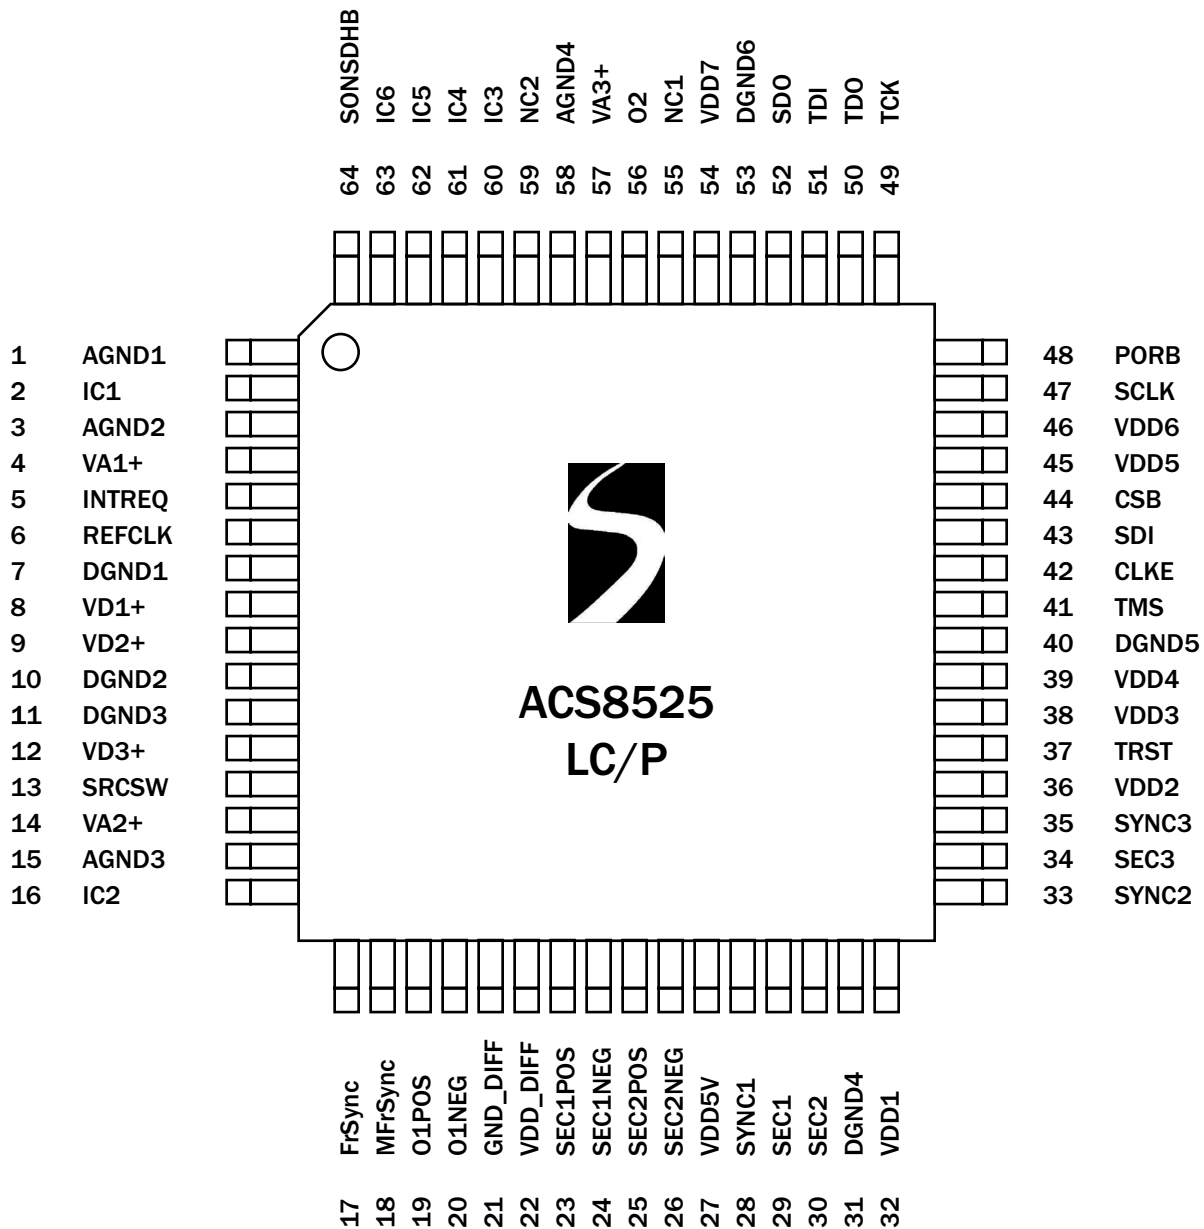 SONSDHB IC6 IC5 IC4 IC3 NC2 AGND4 VA3+ O2 NC1 VDD7 DGND6 SDO TDI TDO TCK
64 63 62 61 60 59 58 57 56 55 54 53 52 51 50 49
1 AGND1
2 IC1
3 AGND2
4 VA1+
5 INTREQ
6 REFCLK
7 DGND1
8 VD1+
9 VD2+
10 DGND2
11 DGND3
12 VD3+
13 SRCSW
14 VA2+
15 AGND3
16 IC2
ACS8525
LC/P
48 PORB
47 SCLK
46 VDD6
45 VDD5
44 CSB
43 SDI
42 CLKE
41 TMS
40 DGND5
39 VDD4
38 VDD3
37 TRST
36 VDD2
35 SYNC3
34 SEC3
33 SYNC2
FrSync MFrSync O1POS O1NEG GND_DIFF VDD_DIFF SEC1POS SEC1NEG SEC2POS SEC2NEG VDD5V SYNC1 SEC1 SEC2 DGND4 VDD1
17 18 19 20 21 22 23 24 25 26 27 28 29 30 31 32